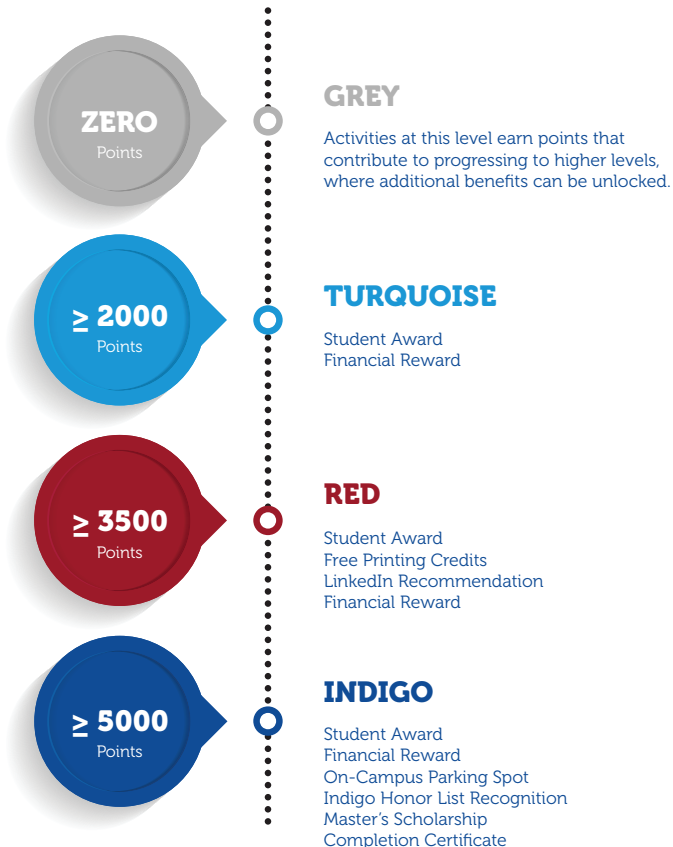 ZERO
Points
GREY
Activities at this level earn points that
contribute to progressing to higher levels,
where additional benefits can be unlocked.
≥ 2000
Points
TURQUOISE
Student Award
Financial Reward
≥ 3500
Points
RED
Student Award
Free Printing Credits
LinkedIn Recommendation
Financial Reward
≥ 5000
Points
INDIGO
Student Award
Financial Reward
On-Campus Parking Spot
Indigo Honor List Recognition
Master's Scholarship
Completion Certificate